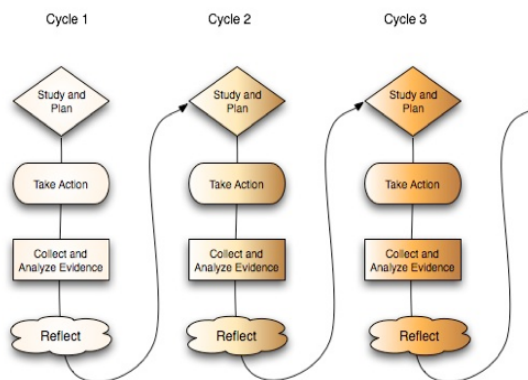 Cycle 1
Cycle 2
Cycle 3
Study and
Plan
Study and
Plan
Study and
Plan
Take Action
Take Action
Take Action
Collect and
Analyze Evidence
Collect and
Analyze Evidence
Collect and
Analyze Evidence
Reflect
Reflect
Reflect